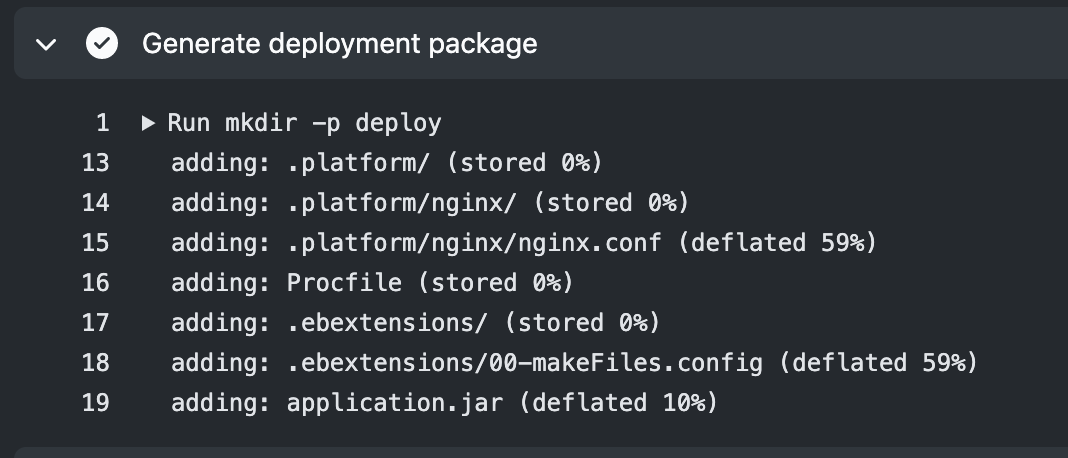 Generate deployment package
1 ▶ Run mkdir -p deploy
13 adding: .platform/ (stored 0%)
14 adding: .platform/nginx/ (stored 0%)
15 adding: .platform/nginx/nginx.conf (deflated 59%)
16 adding: Procfile (stored 0%)
17 adding: .ebextensions/ (stored 0%)
18 adding: .ebextensions/00-makeFiles.config (deflated 59%)
19 adding: application.jar (deflated 10%)